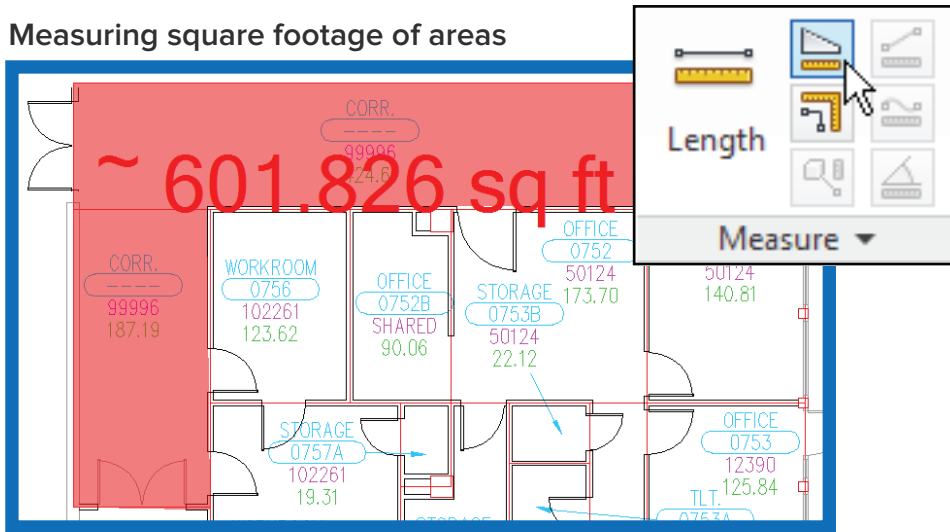 Measuring square footage of areas
Length
Measure
CORR.
----
99996
~ 601.826 sq ft
CORR.
----
99996
187.19
WORKROOM
0756
102261
123.62
OFFICE
0752B
SHARED
90.06
OFFICE
0752
50124
173.70
STORAGE
0753B
50124
22.12
50124
140.81
STORAGE
0757A
102261
19.31
OFFICE
0753
12390
125.84
TLT.
0753A
STORAGE